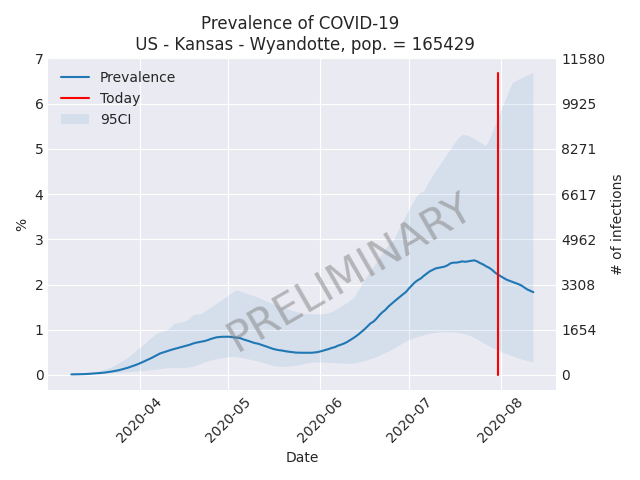 Prevalence of COVID-19
US - Kansas - Wyandotte, pop. = 165429
Prevalence
Today
95CI
PRELIMINARY
7
6
5
4
3
2
1
0
%
11580
9925
8271
6617
4962
3308
1654
0
# of infections
2020-04
2020-05
2020-06
2020-07
2020-08
Date